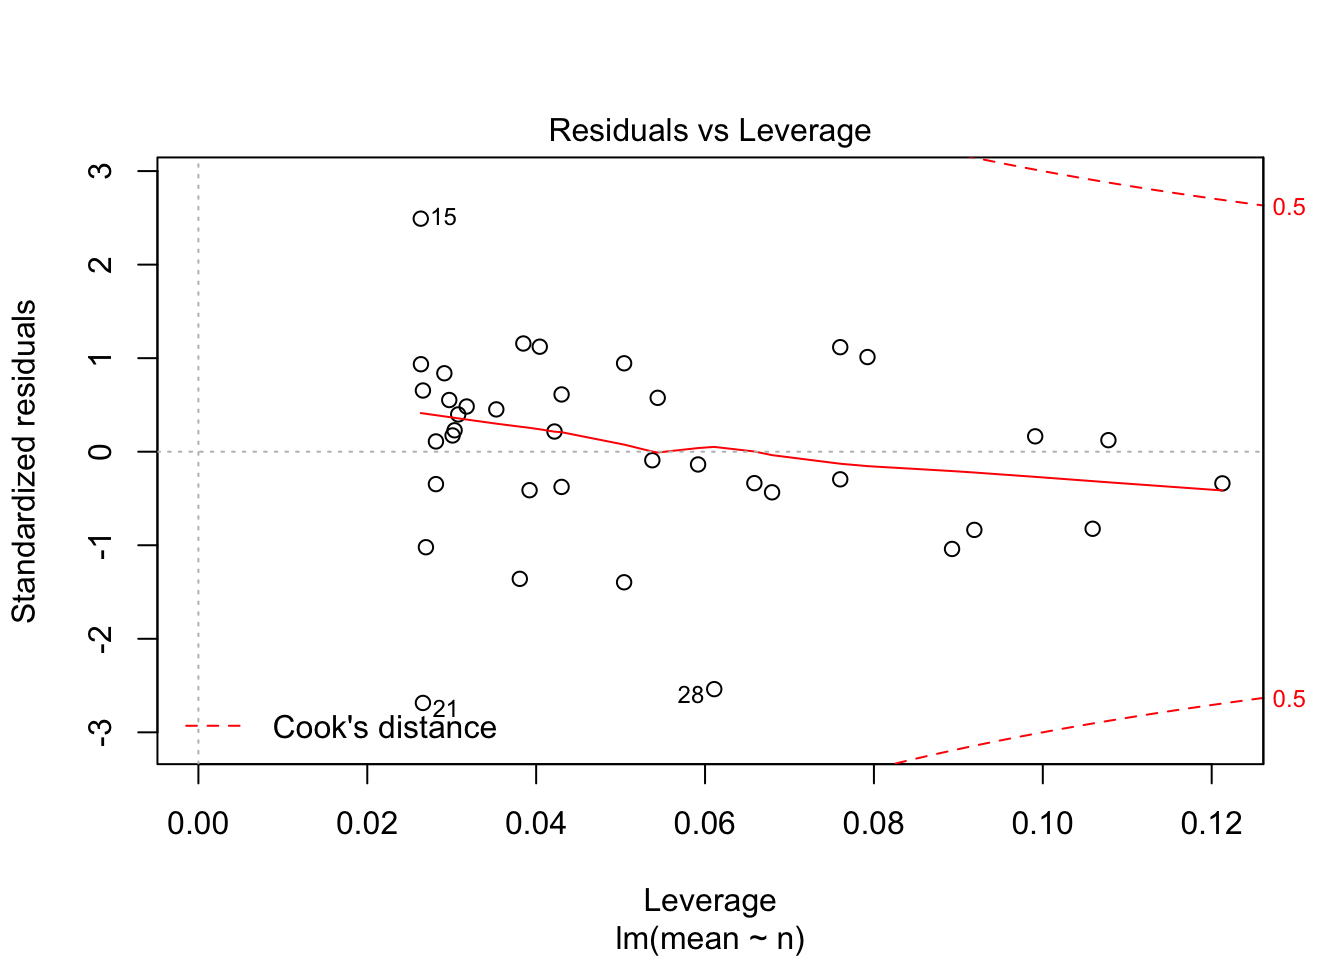 Residuals vs Leverage
Standardized residuals
3
2
1
0
-1
-2
-3
15
21
28
0.5
0.5
Cook's distance
0.00 0.02 0.04 0.06 0.08 0.10 0.12
Leverage
lm(mean ~ n)